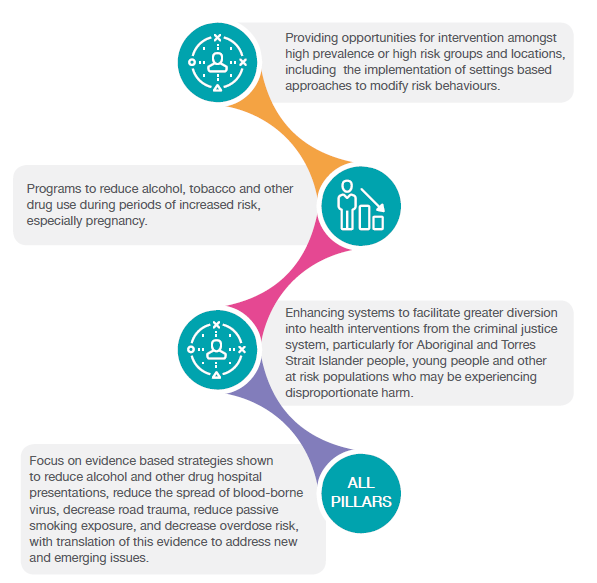 Providing opportunities for intervention amongst
high prevalence or high risk groups and locations,
including the implementation of settings based
approaches to modify risk behaviours.
Programs to reduce alcohol, tobacco and other
drug use during periods of increased risk,
especially pregnancy.
Enhancing systems to facilitate greater diversion
into health interventions from the criminal justice
system, particularly for Aboriginal and Torres
Strait Islander people, young people and other
at risk populations who may be experiencing
disproportionate harm.
Focus on evidence based strategies shown
to reduce alcohol and other drug hospital
presentations, reduce the spread of blood-borne
virus, decrease road trauma, reduce passive
smoking exposure, and decrease overdose risk,
with translation of this evidence to address new
and emerging issues.
ALL
PILLARS